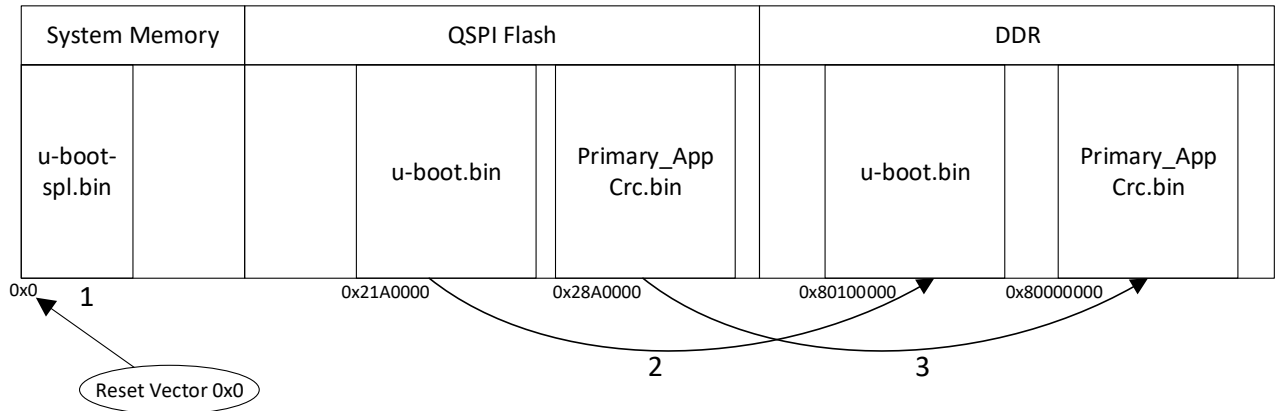 System Memory
QSPI Flash
DDR
u-boot-
spl.bin
u-boot.bin
Primary_App
Crc.bin
u-boot.bin
Primary_App
Crc.bin
0x0
1
0x21A0000
0x28A0000
0x80100000
0x80000000
2
3
Reset Vector 0x0